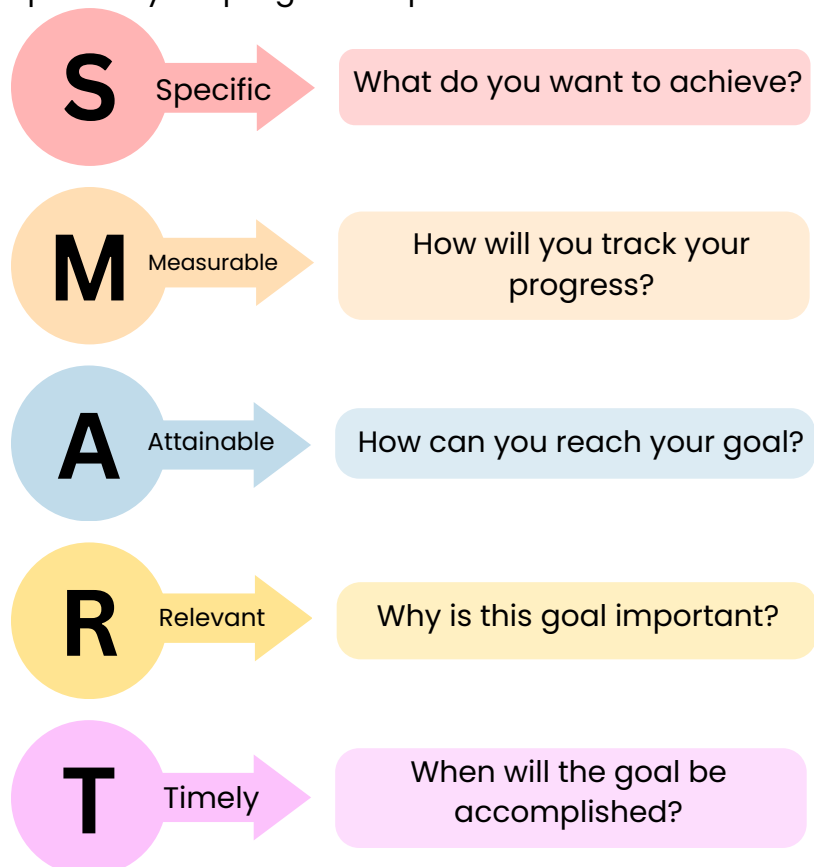 S
Specific
What do you want to achieve?
M
Measurable
How will you track your
progress?
A
Attainable
How can you reach your goal?
R
Relevant
Why is this goal important?
T
Timely
When will the goal be
accomplished?